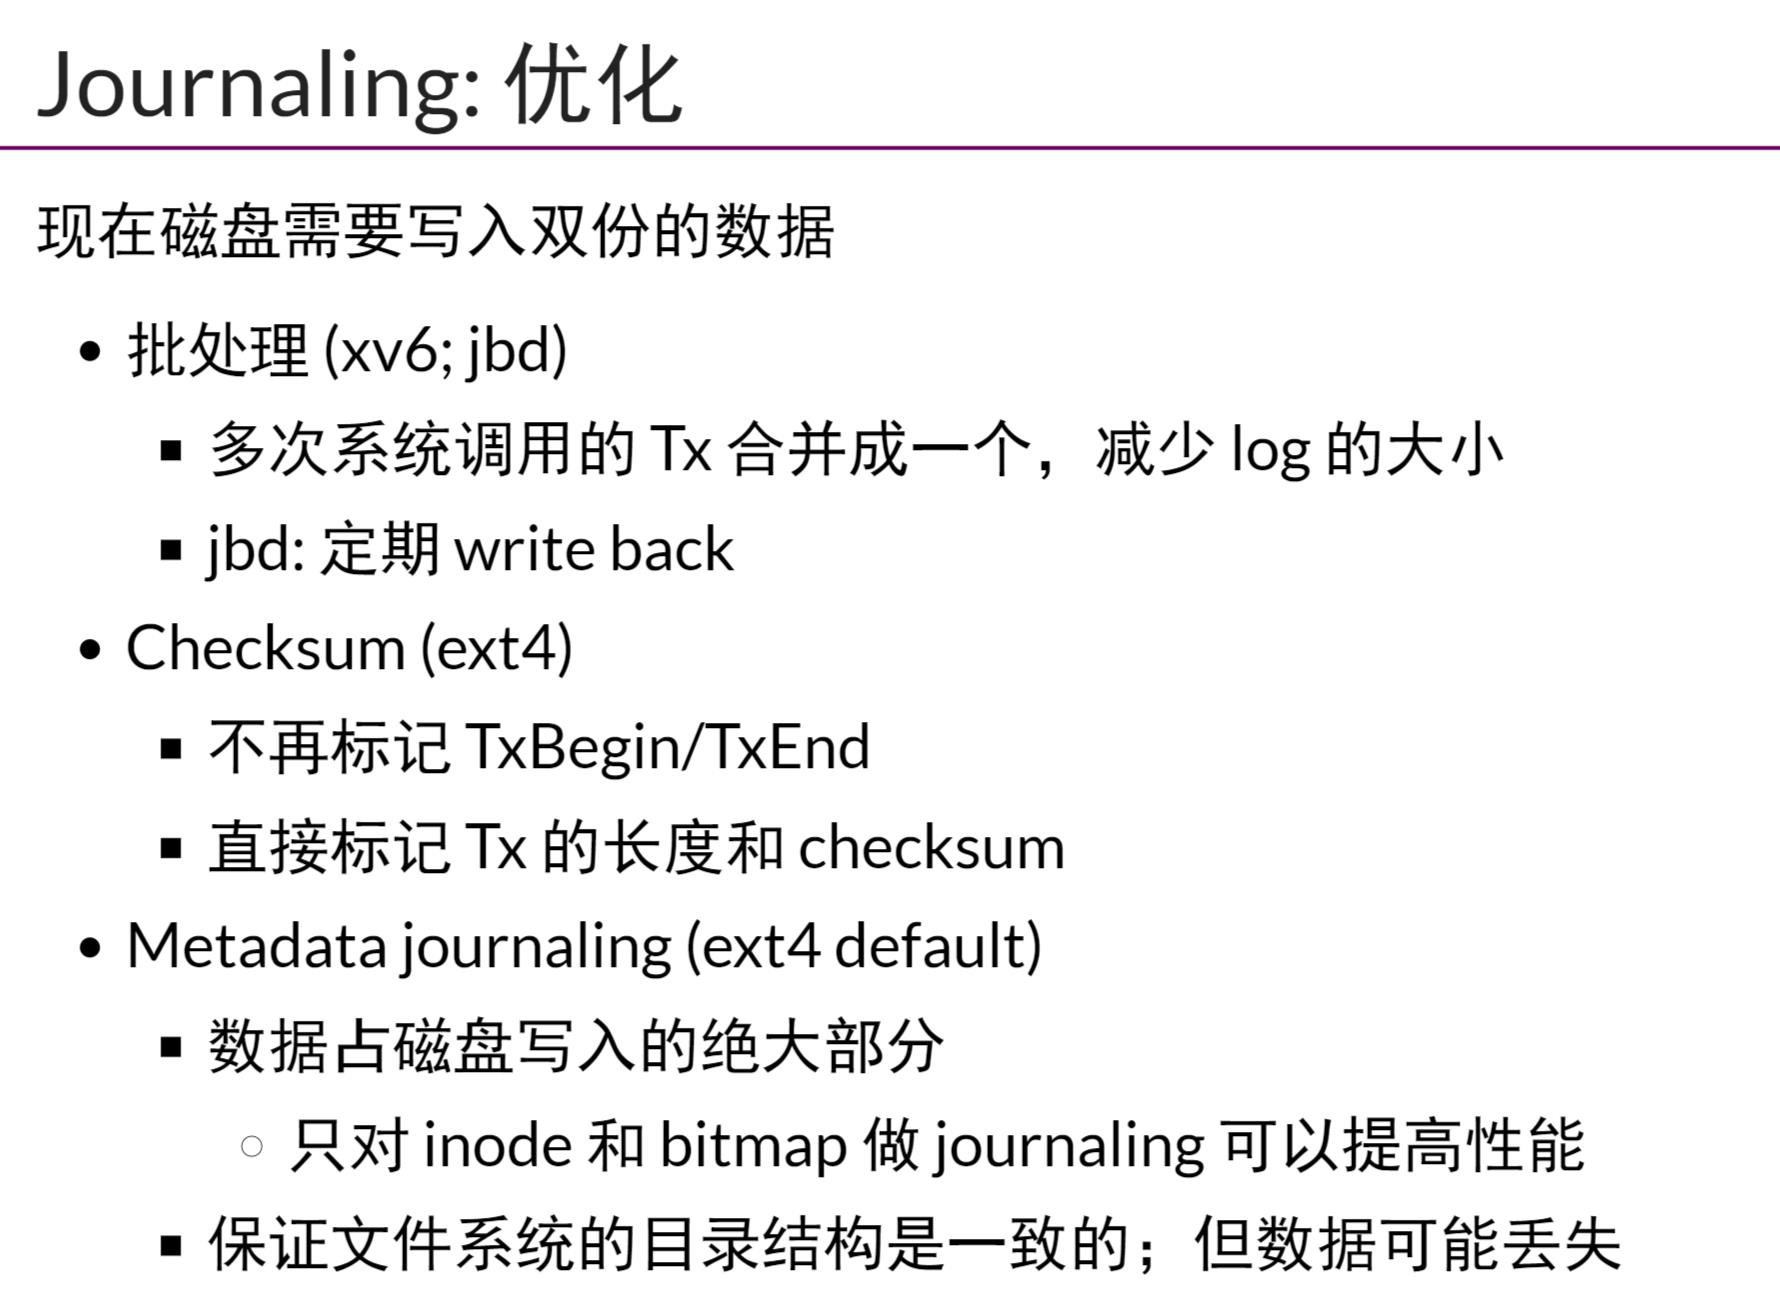 Journaling: 优化
现在磁盘需要写入双份的数据
批处理 (xv6; jbd)
多次系统调用的 Tx 合并成一个，减少 log 的大小
jbd: 定期 write back
Checksum (ext4)
不再标记 TxBegin/TxEnd
直接标记 Tx 的长度和 checksum
Metadata journaling (ext4 default)
数据占磁盘写入的绝大部分
只对 inode 和 bitmap 做 journaling 可以提高性能
保证文件系统的目录结构是一致的；但数据可能丢失